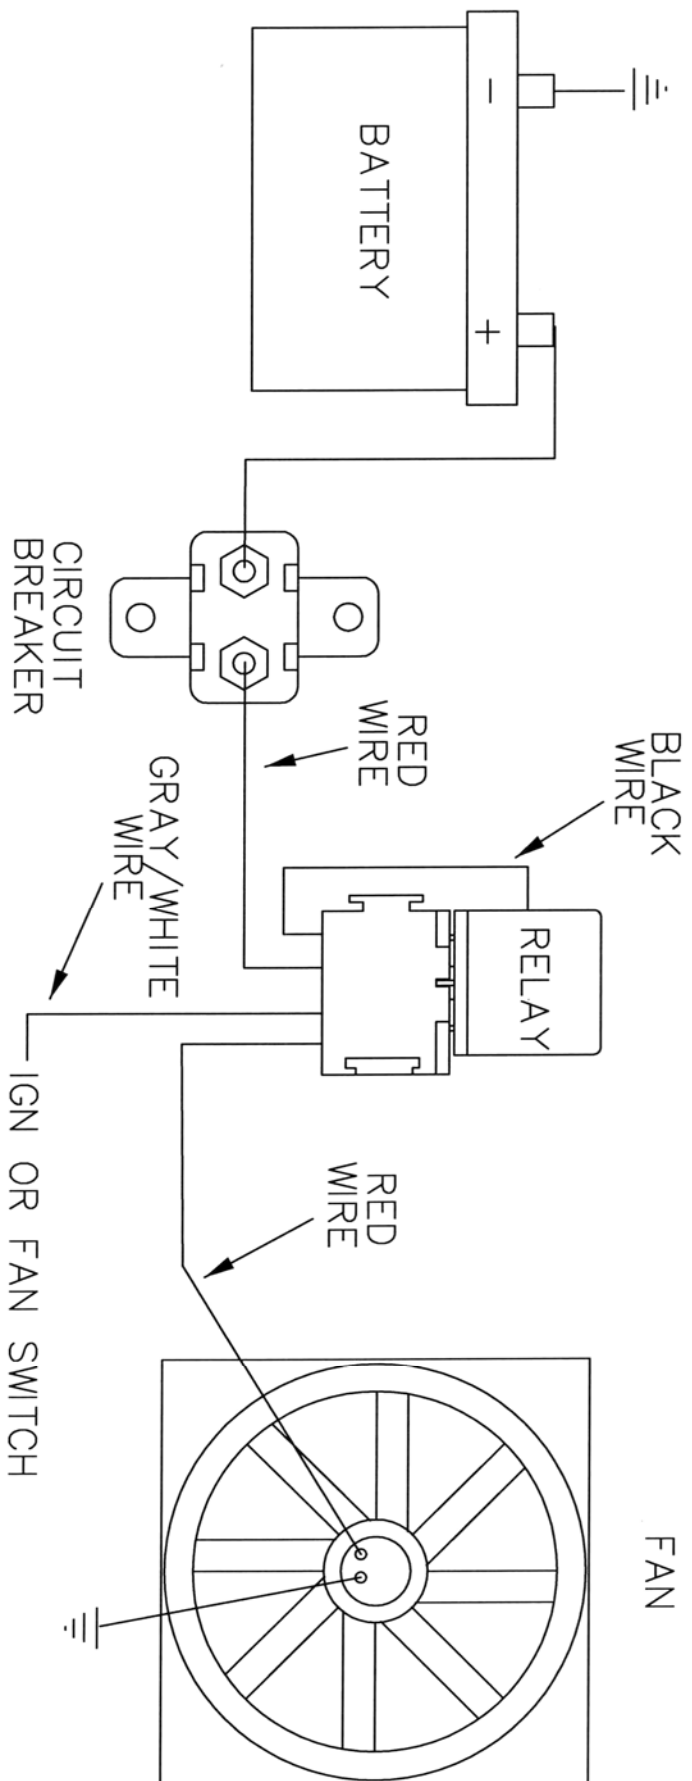 BATTERY
-
+
CIRCUIT
BREAKER
RED
WIRE
GRAY/WHITE
WIRE
BLACK
WIRE
RELAY
RED
WIRE
IGN OR FAN SWITCH
FAN